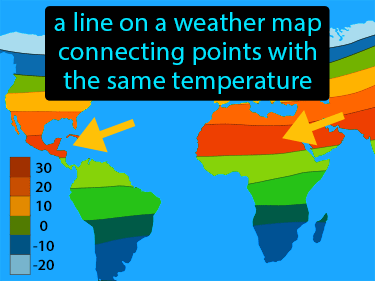 a line on a weather map
connecting points with
the same temperature
30
20
10
0
-10
-20